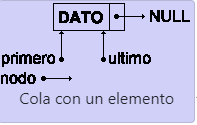 DATO NULL
primero ultimo
nodo
Cola con un elemento